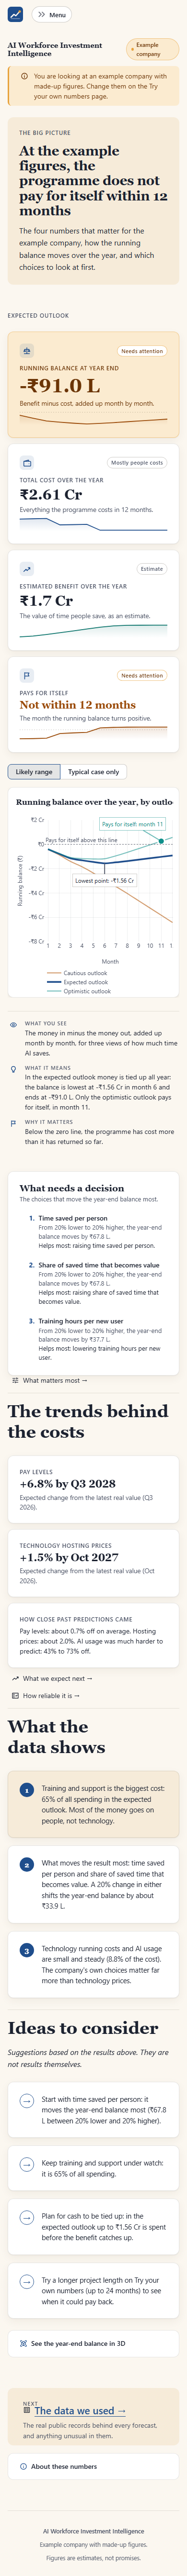 Menu
AI Workforce Investment
Intelligence
Example
company
You are looking at an example company with
made-up figures. Change them on the Try
your own numbers page.
THE BIG PICTURE
At the example
figures, the
programme does not
pay for itself within 12
months
The four numbers that matter for the
example company, how the running
balance moves over the year, and which
choices to look at first.
EXPECTED OUTLOOK
Needs attention
RUNNING BALANCE AT YEAR END
-₹91.0 L
Benefit minus cost, added up month by month.
Mostly people costs
TOTAL COST OVER THE YEAR
₹2.61 Cr
Everything the programme costs in 12 months.
Estimate
ESTIMATED BENEFIT OVER THE YEAR
₹1.7 Cr
The value of time people save, as an estimate.
Needs attention
PAYS FOR ITSELF
Not within 12 months
The month the running balance turns positive.
Likely range
Typical case only
Running balance over the year, by outlo
₹2 Cr
Pays for itself: month 11
Pays for itself above this line
₹0
-₹2 Cr
Lowest point: -₹1.56 Cr
-₹4 Cr
-₹6 Cr
-₹8 Cr
Running balance (₹)
1 2 3 4 5 6 7 8 9 10 11 1
Month
Cautious outlook
Expected outlook
Optimistic outlook
WHAT YOU SEE
The money in minus the money out, added up
month by month, for three views of how much time
AI saves.
WHAT IT MEANS
In the expected outlook money is tied up all year:
the balance is lowest at -₹1.56 Cr in month 6 and
ends at -₹91.0 L. Only the optimistic outlook pays
for itself, in month 11.
WHY IT MATTERS
Below the zero line, the programme has cost more
than it has returned so far.
What needs a decision
The choices that move the year-end balance most.
1. Time saved per person
From 20% lower to 20% higher, the year-end
balance moves by ₹67.8 L.
Helps most: raising time saved per person.
2. Share of saved time that becomes value
From 20% lower to 20% higher, the year-end
balance moves by ₹67.8 L.
Helps most: raising share of saved time that
becomes value.
3. Training hours per new user
From 20% lower to 20% higher, the year-end
balance moves by ₹37.7 L.
Helps most: lowering training hours per new
user.
What matters most →
The trends behind
the costs
PAY LEVELS
+6.8% by Q3 2028
Expected change from the latest real value (Q3
2026).
TECHNOLOGY HOSTING PRICES
+1.5% by Oct 2027
Expected change from the latest real value (Oct
2026).
HOW CLOSE PAST PREDICTIONS CAME
Pay levels: about 0.7% off on average. Hosting
prices: about 2.0%. AI usage was much harder to
predict: 43% to 73% off.
What we expect next →
How reliable it is →
What the
data shows
1 Training and support is the biggest cost:
65% of all spending in the expected
outlook. Most of the money goes on
people, not technology.
2 What moves the result most: time saved
per person and share of saved time that
becomes value. A 20% change in either
shifts the year-end balance by about
₹33.9 L.
3 Technology running costs and AI usage
are small and steady (8.8% of the cost).
The company's own choices matter far
more than technology prices.
Ideas to consider
Suggestions based on the results above. They are
not results themselves.
→ Start with time saved per person: it
moves the year-end balance most (₹67.8
L between 20% lower and 20% higher).
→ Keep training and support under watch:
it is 65% of all spending.
→ Plan for cash to be tied up: in the
expected outlook up to ₹1.56 Cr is spent
before the benefit catches up.
→ Try a longer project length on Try your
own numbers (up to 24 months) to see
when it could pay back.
See the year-end balance in 3D
NEXT
The data we used →
The real public records behind every forecast,
and anything unusual in them.
About these numbers
AI Workforce Investment Intelligence
Example company with made-up figures.
Figures are estimates, not promises.